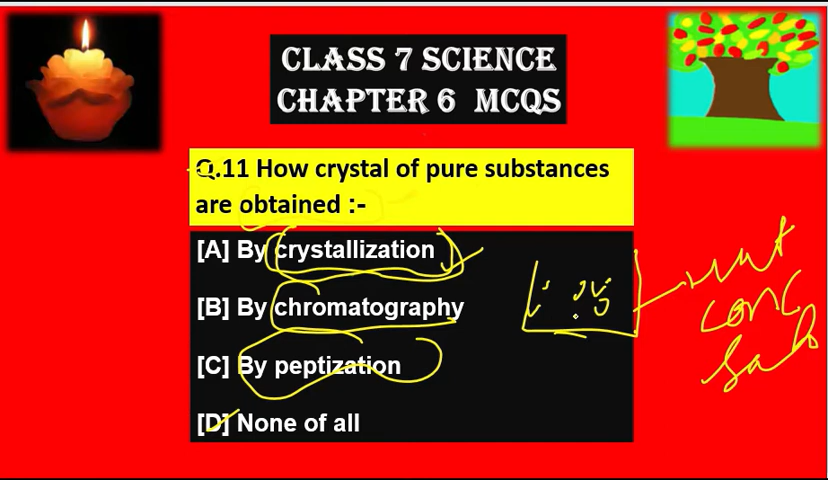 CLASS 7 SCIENCE
CHAPTER 6 MCQS
Q.11 How crystal of pure substances
are obtained :-
[A] By crystallization
[B] By chromatography
[C] By peptization
[D] None of all